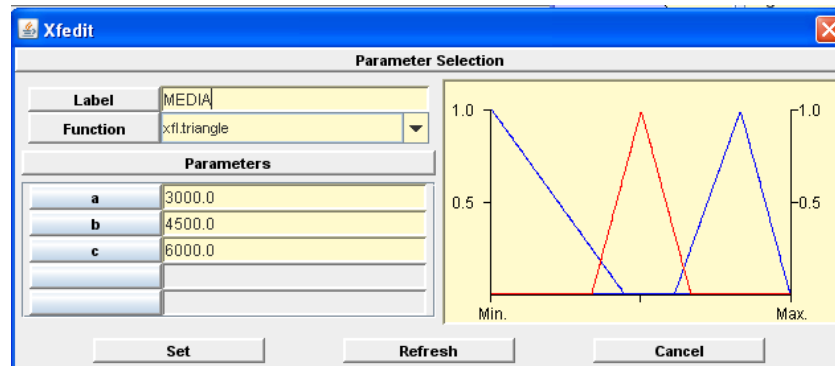 Xfedit
Parameter Selection
Label MEDIA
Function xfl.triangle
Parameters
a 3000.0
b 4500.0
c 6000.0
1.0 1.0
0.5 0.5
Min. Max.
Set Refresh Cancel